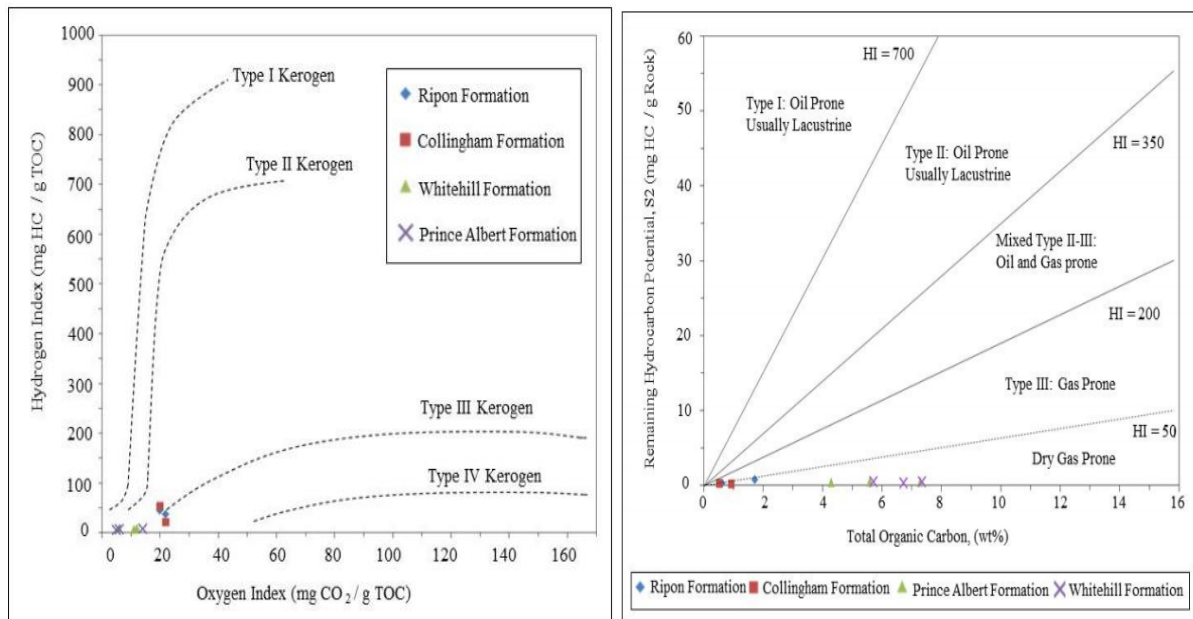 1000
900
800
700
600
500
400
300
200
100
0
Hydrogen Index (mg HC / g TOC)
Type I Kerogen
Type II Kerogen
Type III Kerogen
Type IV Kerogen
Ripon Formation
Collingham Formation
Whitehill Formation
Prince Albert Formation
0 20 40 60 80 100 120 140 160
Oxygen Index (mg CO2 / g TOC)
60
50
40
30
20
10
0
Remaining Hydrocarbon Potential, S2 (mg HC / g Rock)
HI = 700
Type I: Oil Prone
Usually Lacustrine
Type II: Oil Prone
Usually Lacustrine
HI = 350
Mixed Type II-III:
Oil and Gas prone
HI = 200
Type III: Gas Prone
HI = 50
Dry Gas Prone
0 2 4 6 8 10 12 14 16
Total Organic Carbon, (wt%)
Ripon Formation Collingham Formation Prince Albert Formation Whitehill Formation